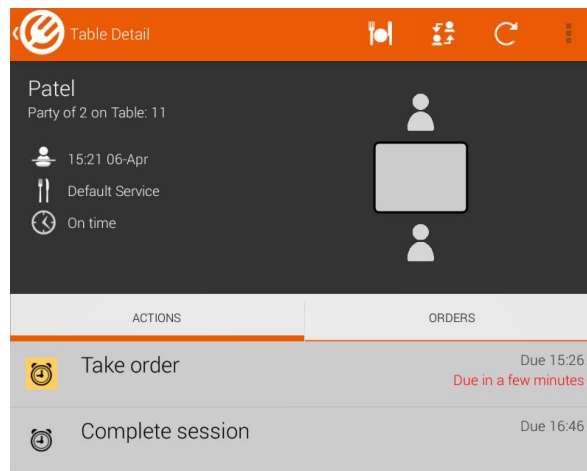 Table Detail
Patel
Party of 2 on Table: 11
15:21 06-Apr
Default Service
On time
ACTIONS
ORDERS
Take order
Due 15:26
Due in a few minutes
Complete session
Due 16:46